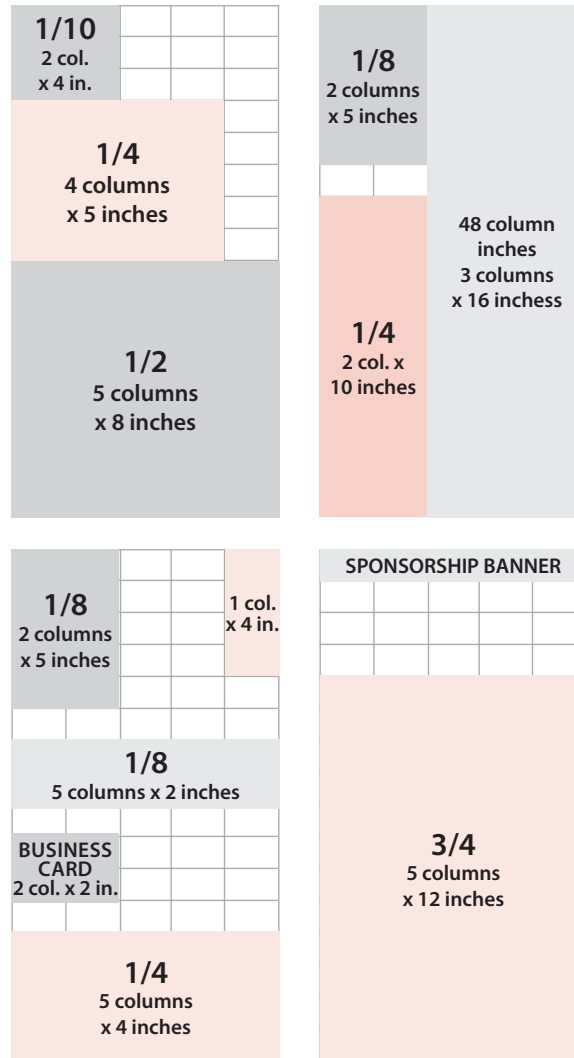 1/10
2 col.
x 4 in.
1/4
4 columns
x 5 inches
1/2
5 columns
x 8 inches
1/8
2 columns
x 5 inches
1/4
2 col. x
10 inches
48 column
inches
3 columns
x 16 inchess
1/8
2 columns
x 5 inches
1 col.
x 4 in.
1/8
5 columns x 2 inches
BUSINESS
CARD
2 col. x 2 in.
1/4
5 columns
x 4 inches
SPONSORSHIP BANNER
3/4
5 columns
x 12 inches